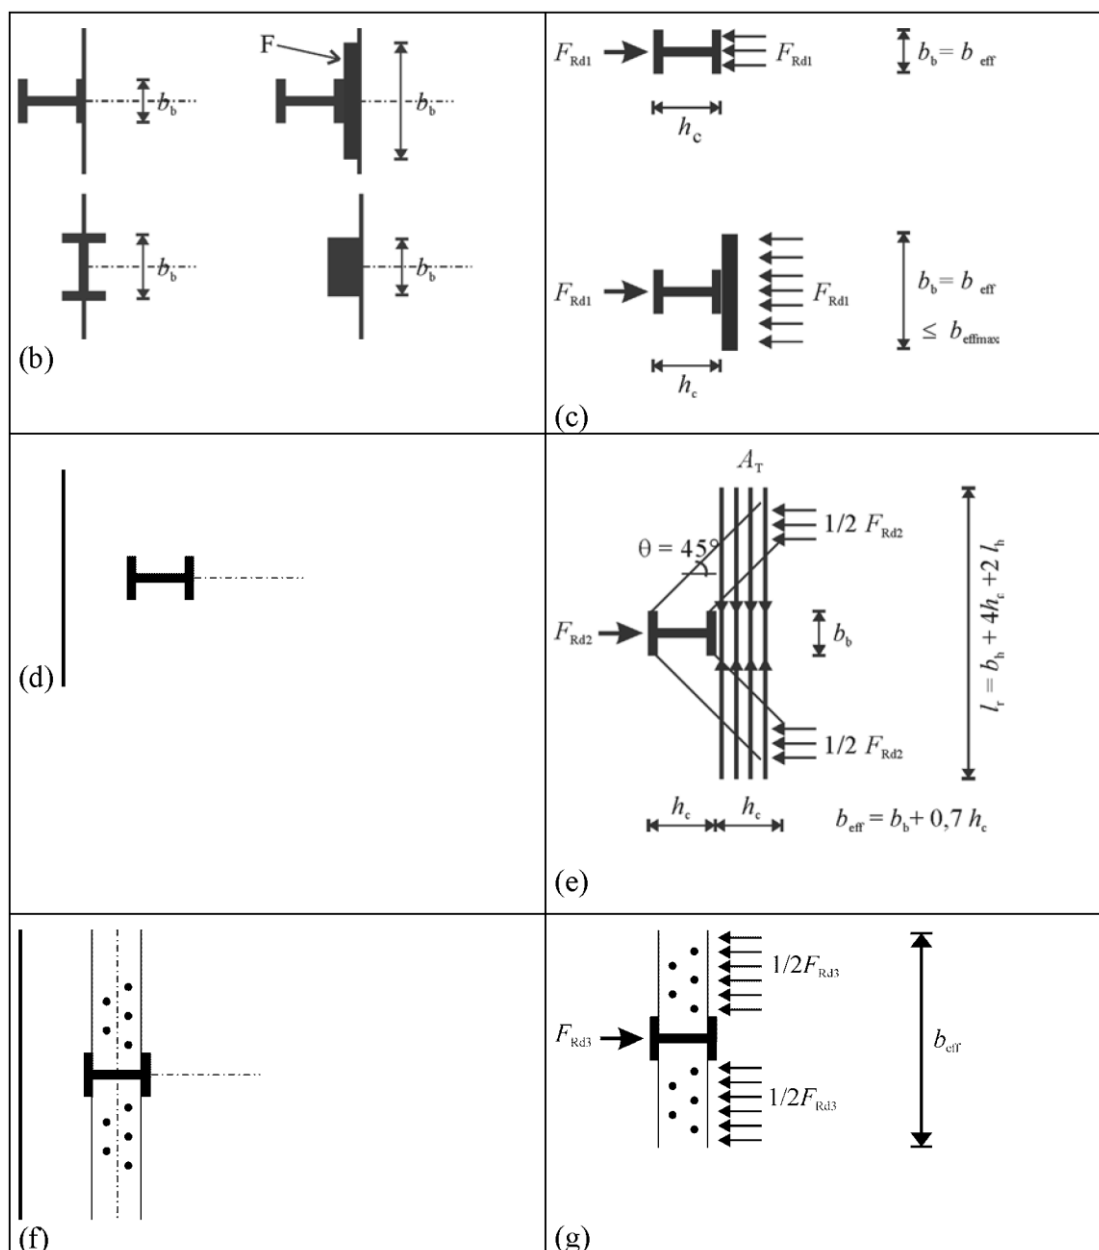 F
b_b
b_b
b_b
b_b
(b)
F_Rd1
F_Rd1
b_b = b_eff
h_c
F_Rd1
F_Rd1
b_b = b_eff
≤ b_effmax
h_c
(c)
(d)
A_T
1/2 F_Rd2
θ = 45°
F_Rd2
b_b
1/2 F_Rd2
l_r = b_h + 4h_c + 2 l_h
h_c
h_c
b_eff = b_b + 0,7 h_c
(e)
(f)
1/2F_Rd3
F_Rd3
b_eff
1/2F_Rd3
(g)